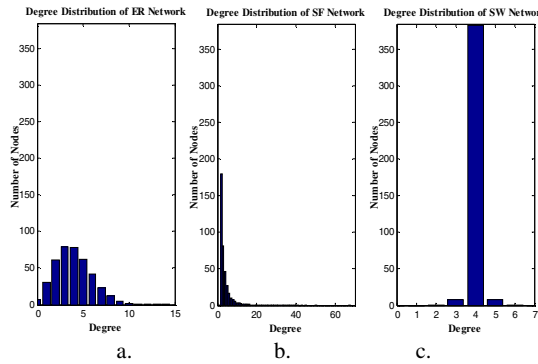 Degree Distribution of ER Network
350
300
250
200
150
100
50
0
Number of Nodes
0 5 10 15
Degree
a.
Degree Distribution of SF Network
350
300
250
200
150
100
50
0
Number of Nodes
0 20 40 60
Degree
b.
Degree Distribution of SW Networ
350
300
250
200
150
100
50
0
Number of Nodes
0 1 2 3 4 5 6 7
Degree
c.